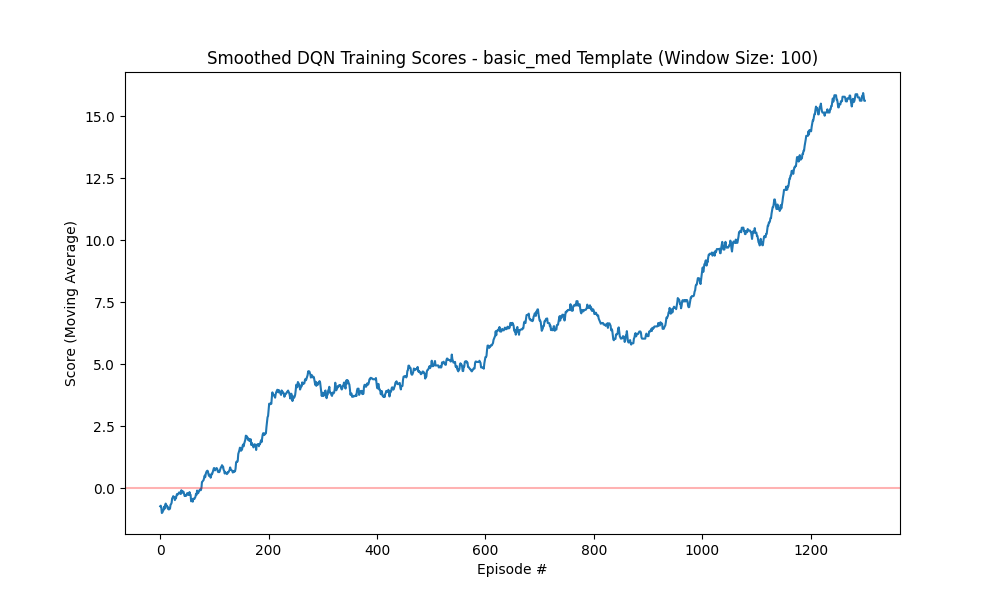 Smoothed DQN Training Scores - basic_med Template (Window Size: 100)
Score (Moving Average)
15.0
12.5
10.0
7.5
5.0
2.5
0.0
0 200 400 600 800 1000 1200
Episode #